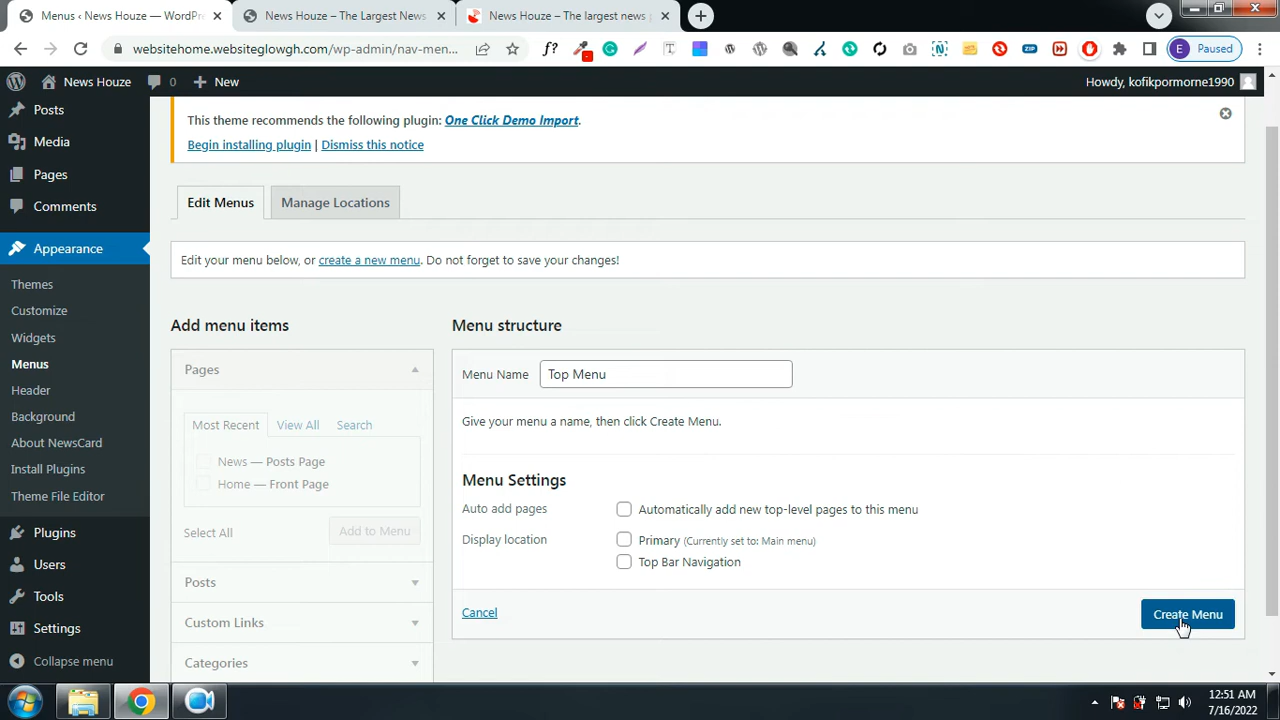 Menus ‹ News Houze — WordPre
News Houze – The Largest News
News Houze – The largest news
websitehome.websiteglowgh.com/wp-admin/nav-men...
f?
T
N
ZIP
E
Paused
News Houze
0
New
Howdy, kofikpormorne1990
Posts
Media
Pages
Comments
Appearance
Themes
Customize
Widgets
Menus
Header
Background
About NewsCard
Install Plugins
Theme File Editor
Plugins
Users
Tools
Settings
Collapse menu
This theme recommends the following plugin: One Click Demo Import.
Begin installing plugin | Dismiss this notice
Edit Menus
Manage Locations
Edit your menu below, or create a new menu. Do not forget to save your changes!
Add menu items
Pages
Most Recent
View All
Search
News — Posts Page
Home — Front Page
Select All
Add to Menu
Posts
Custom Links
Categories
Menu structure
Menu Name
Top Menu
Give your menu a name, then click Create Menu.
Menu Settings
Auto add pages
Automatically add new top-level pages to this menu
Display location
Primary (Currently set to: Main menu)
Top Bar Navigation
Cancel
Create Menu
12:51 AM
7/16/2022